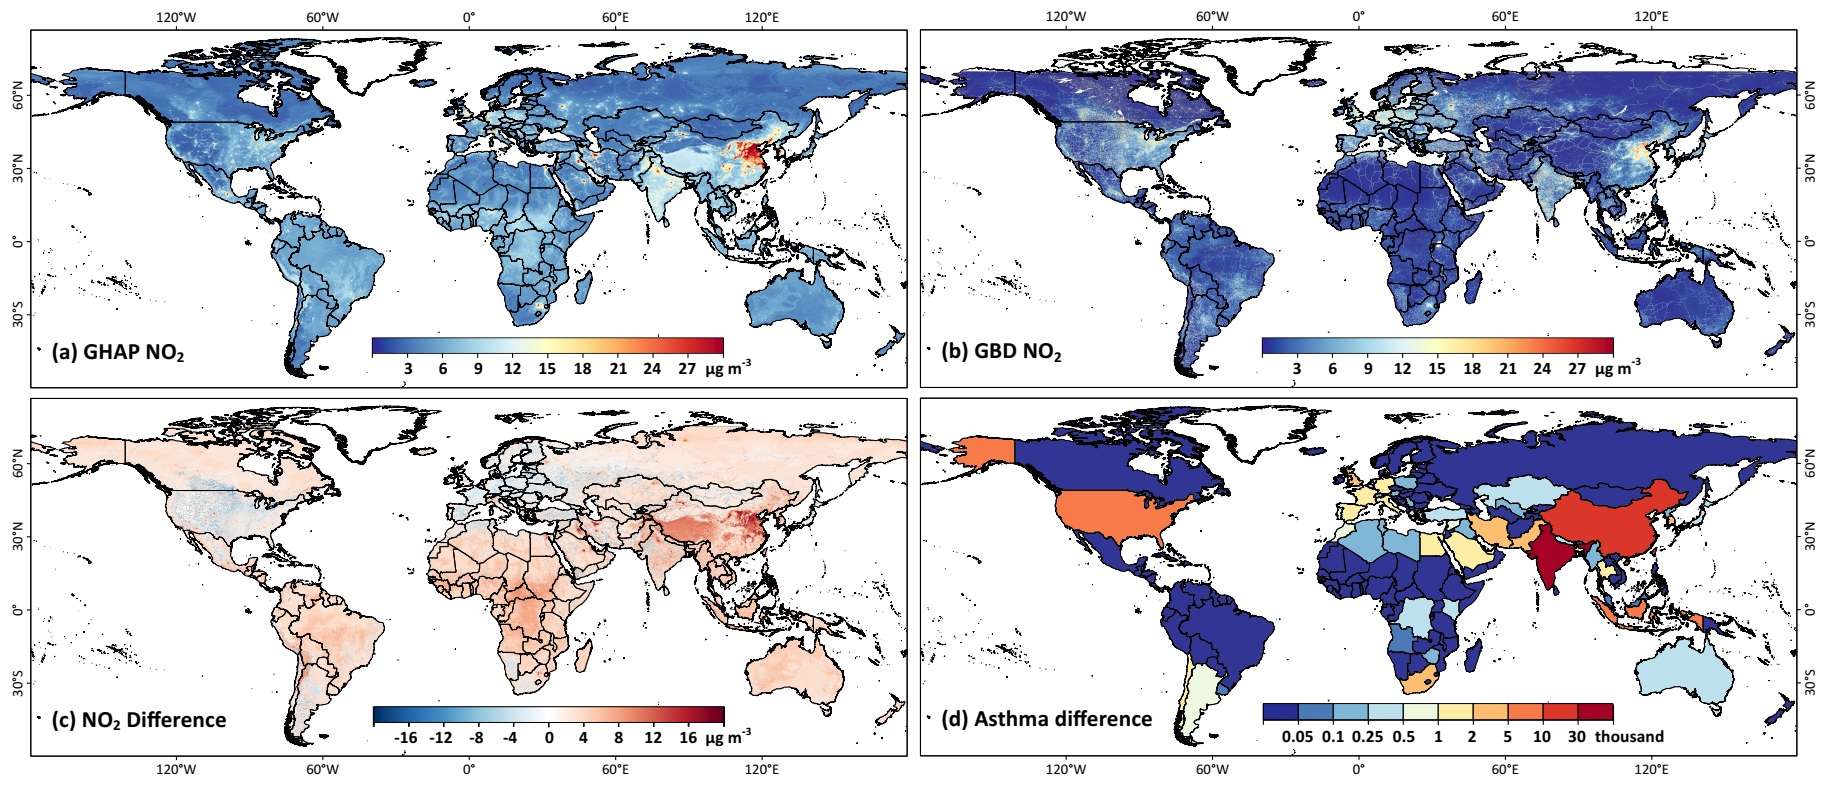 120°W 60°W 0° 60°E 120°E
120°W 60°W 0° 60°E 120°E
60°N
30°N
0°
30°S
60°N
30°N
0°
30°S
(a) GHAP NO₂
3 6 9 12 15 18 21 24 27 µg m⁻³
(b) GBD NO₂
3 6 9 12 15 18 21 24 27 µg m⁻³
60°N
30°N
0°
30°S
60°N
30°N
0°
30°S
(c) NO₂ Difference
-16 -12 -8 -4 0 4 8 12 16 µg m⁻³
(d) Asthma difference
0.05 0.1 0.25 0.5 1 2 5 10 30 thousand
120°W 60°W 0° 60°E 120°E
120°W 60°W 0° 60°E 120°E